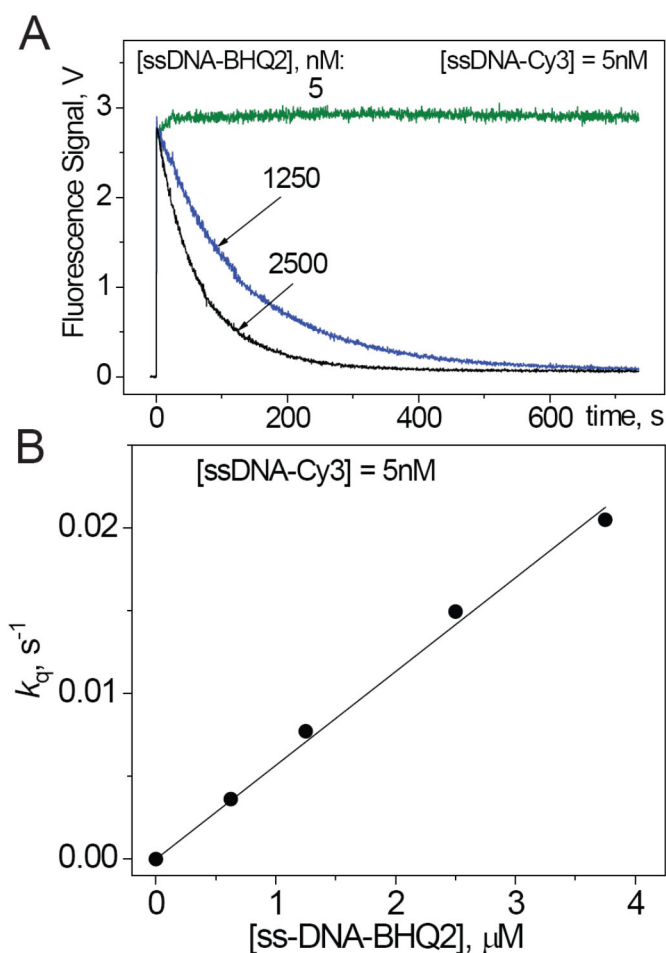 A
[ssDNA-BHQ2], nM: [ssDNA-Cy3] = 5nM
5
3
1250
2
2500
1
0
Fluorescence Signal, V
0 200 400 600 time, s
B
[ssDNA-Cy3] = 5nM
0.02
0.01
0.00
kq, s-1
0 1 2 3 4
[ss-DNA-BHQ2], μM